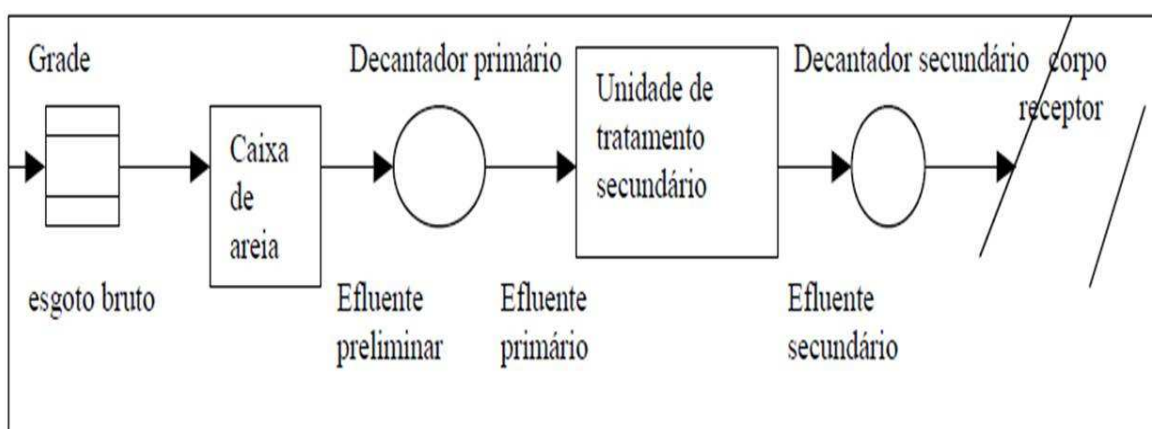 Grade
Decantador primário
Unidade de
tratamento
secundário
Decantador secundário
corpo
receptor
Caixa
de
areia
esgoto bruto
Efluente
preliminar
Efluente
primário
Efluente
secundário